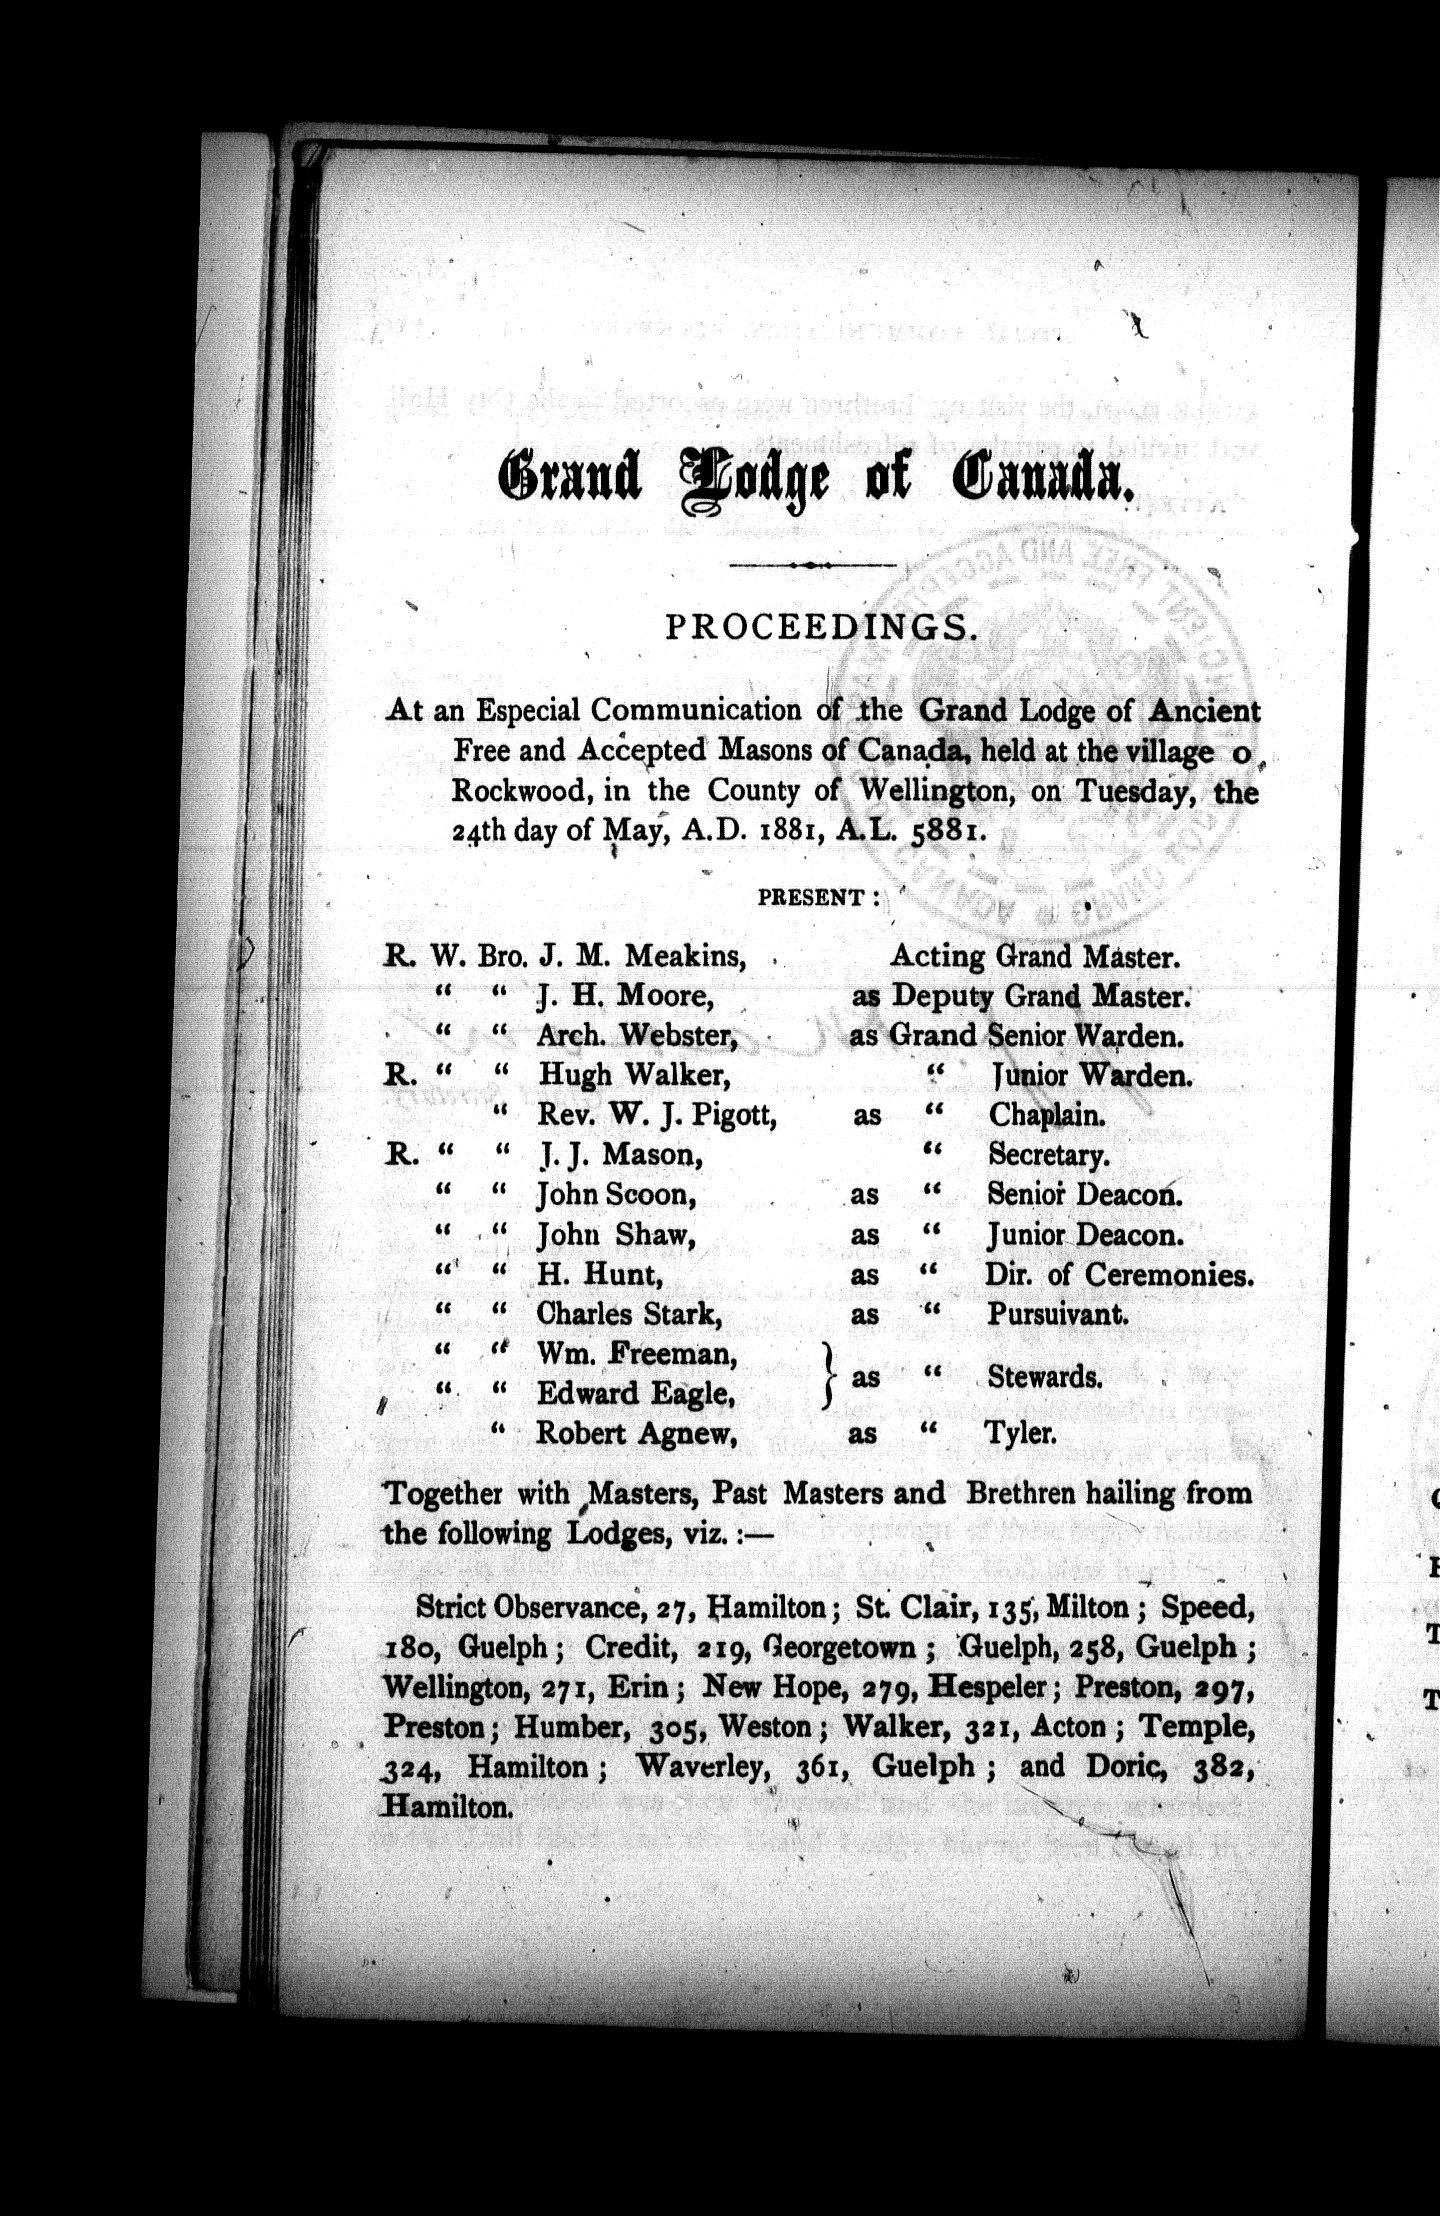 Grand Lodge of Canada.
PROCEEDINGS.
At an Especial Communication of the Grand Lodge of Ancient
Free and Accepted Masons of Canada, held at the village o
Rockwood, in the County of Wellington, on Tuesday, the
24th day of May, A.D. 1881, A.L. 5881.
PRESENT:
R. W. Bro. J. M. Meakins, Acting Grand Master.
“ “ J. H. Moore, as Deputy Grand Master.
“ “ Arch. Webster, as Grand Senior Warden.
R. “ “ Hugh Walker, “ Junior Warden.
“ Rev. W. J. Pigott, as “ Chaplain.
R. “ “ J. J. Mason, “ Secretary.
“ “ John Scoon, as “ Senior Deacon.
“ “ John Shaw, as “ Junior Deacon.
“ “ H. Hunt, as “ Dir. of Ceremonies.
“ “ Charles Stark, as “ Pursuivant.
“ “ Wm. Freeman,
} as “ Stewards.
“ “ Edward Eagle,
“ Robert Agnew, as “ Tyler.
Together with Masters, Past Masters and Brethren hailing from
the following Lodges, viz. :—
Strict Observance, 27, Hamilton; St. Clair, 135, Milton; Speed,
180, Guelph; Credit, 219, Georgetown; Guelph, 258, Guelph;
Wellington, 271, Erin; New Hope, 279, Hespeler; Preston, 297,
Preston; Humber, 305, Weston; Walker, 321, Acton; Temple,
324, Hamilton; Waverley, 361, Guelph; and Doric, 382,
Hamilton.